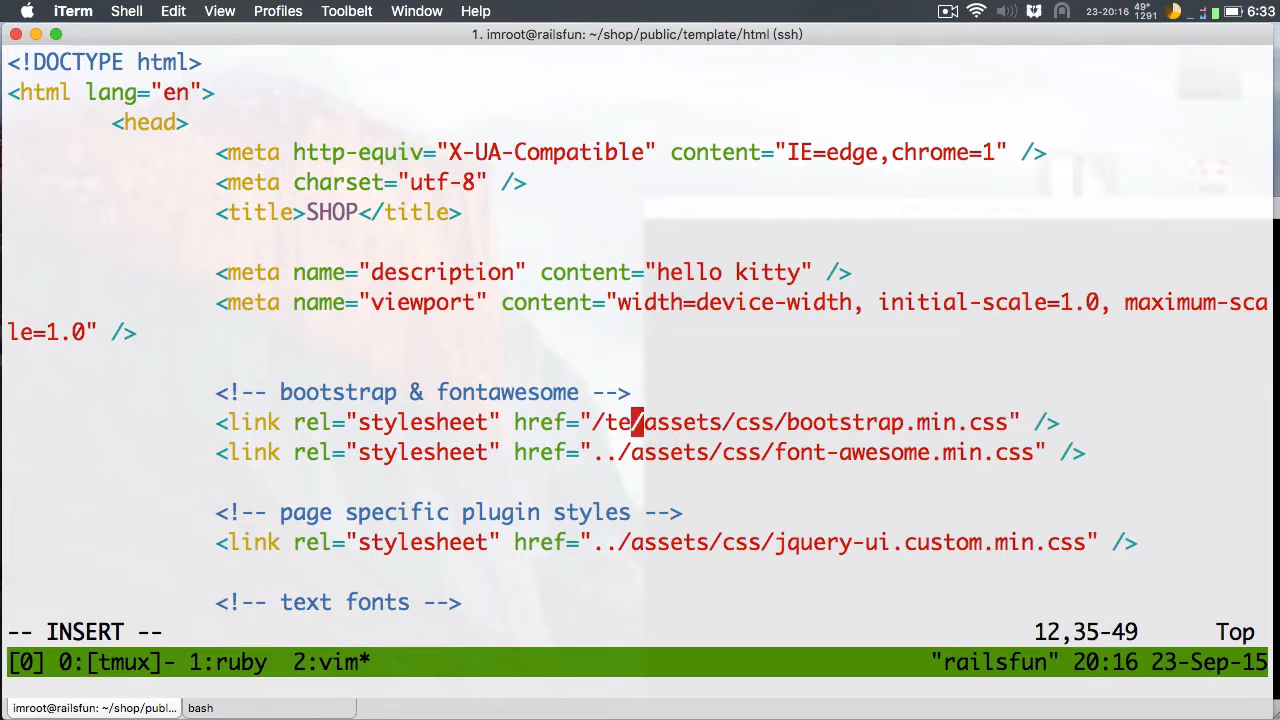 iTerm Shell Edit View Profiles Toolbelt Window Help 23-20:16 49° 1291 6:33
1. imroot@railsfun: ~/shop/public/template/html (ssh)
<!DOCTYPE html>
<html lang="en">
<head>
<meta http-equiv="X-UA-Compatible" content="IE=edge,chrome=1" />
<meta charset="utf-8" />
<title>SHOP</title>
<meta name="description" content="hello kitty" />
<meta name="viewport" content="width=device-width, initial-scale=1.0, maximum-sca
le=1.0" />
<!-- bootstrap & fontawesome -->
<link rel="stylesheet" href="/te/assets/css/bootstrap.min.css" />
<link rel="stylesheet" href="../assets/css/font-awesome.min.css" />
<!-- page specific plugin styles -->
<link rel="stylesheet" href="../assets/css/jquery-ui.custom.min.css" />
<!-- text fonts -->
-- INSERT -- 12,35-49 Top
[0] 0:[tmux]- 1:ruby 2:vim* "railsfun" 20:16 23-Sep-15
imroot@railsfun: ~/shop/publ... bash